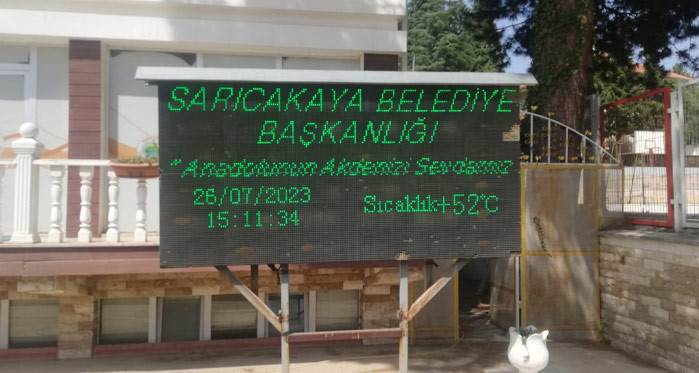 SARICAKAYA BELEDİYE
BAŞKANLIĞI
"Anadolunun Akdenizi Sevdamız
26/07/2023
Sıcaklık+52°C
15:11:34